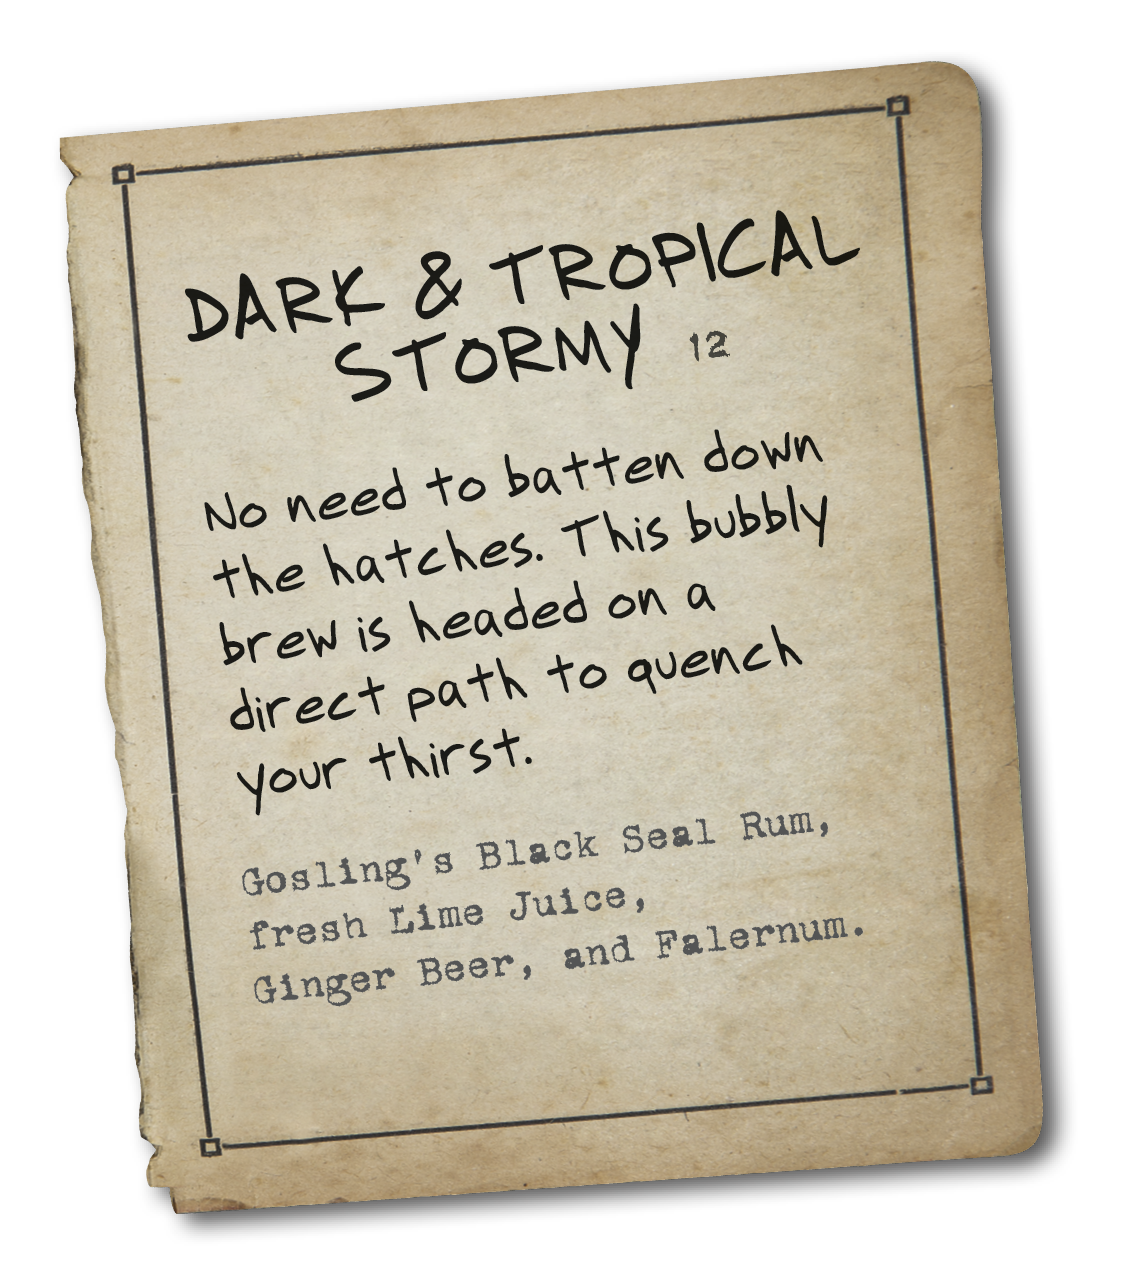 DARK & TROPICAL
STORMY 12
No need to batten down
the hatches. This bubbly
brew is headed on a
direct path to quench
your thirst.
Gosling's Black Seal Rum,
fresh Lime Juice,
Ginger Beer, and Falernum.